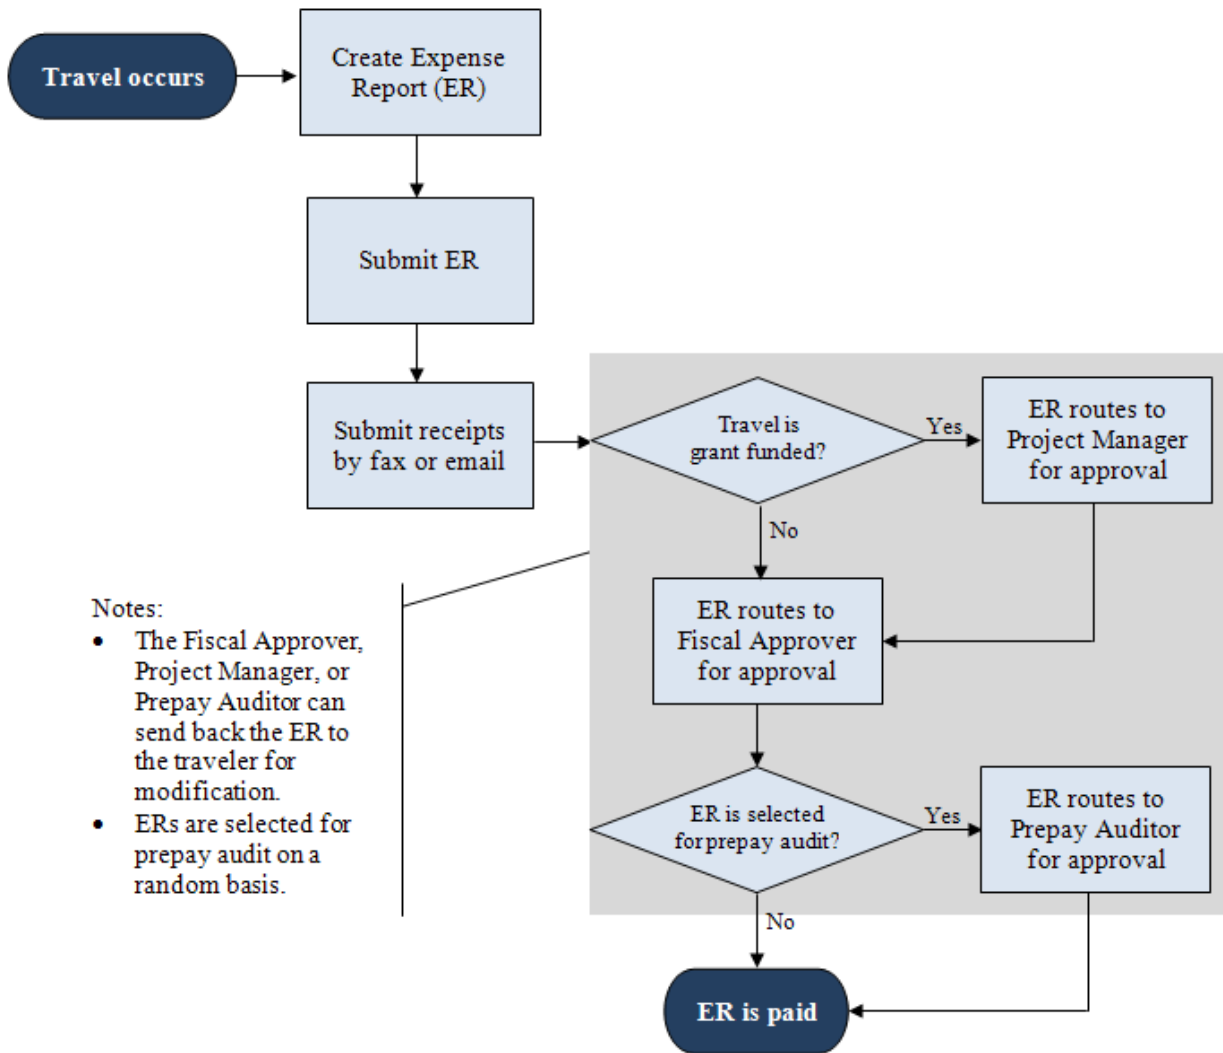 Travel occurs
Create Expense
Report (ER)
Submit ER
Submit receipts
by fax or email
Travel is
grant funded?
Yes
ER routes to
Project Manager
for approval
No
ER routes to
Fiscal Approver
for approval
ER is selected
for prepay audit?
Yes
ER routes to
Prepay Auditor
for approval
No
ER is paid
Notes:
• The Fiscal Approver,
Project Manager, or
Prepay Auditor can
send back the ER to
the traveler for
modification.
• ERs are selected for
prepay audit on a
random basis.